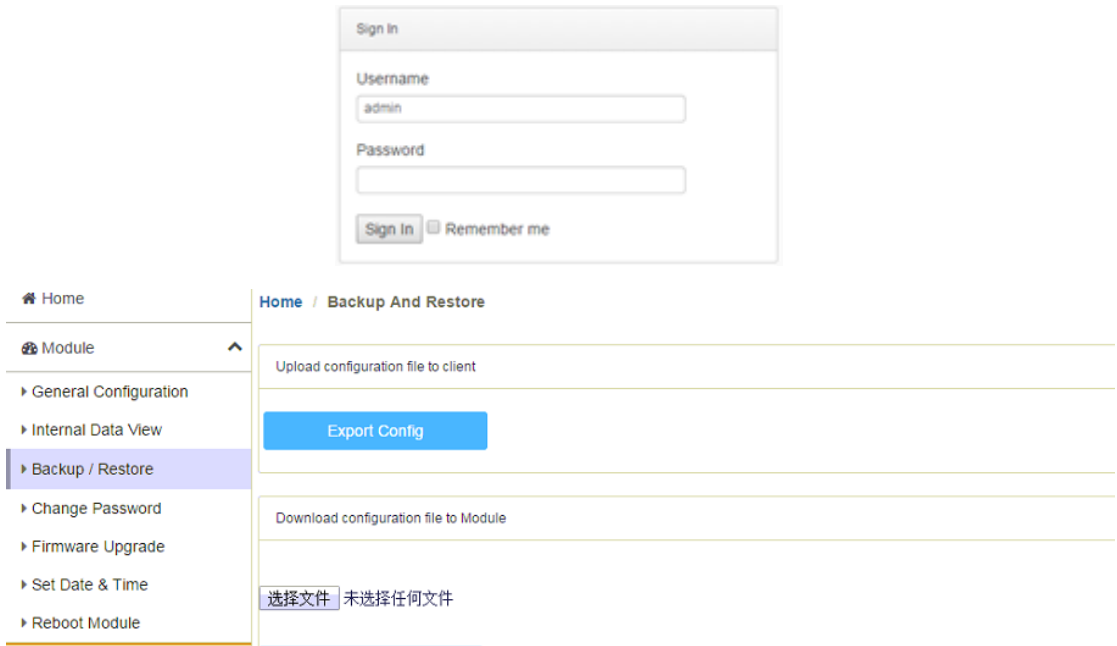 Sign In
Username
admin
Password
Sign In Remember me
Home
Module
General Configuration
Internal Data View
Backup / Restore
Change Password
Firmware Upgrade
Set Date & Time
Reboot Module
Home / Backup And Restore
Upload configuration file to client
Export Config
Download configuration file to Module
选择文件 未选择任何文件